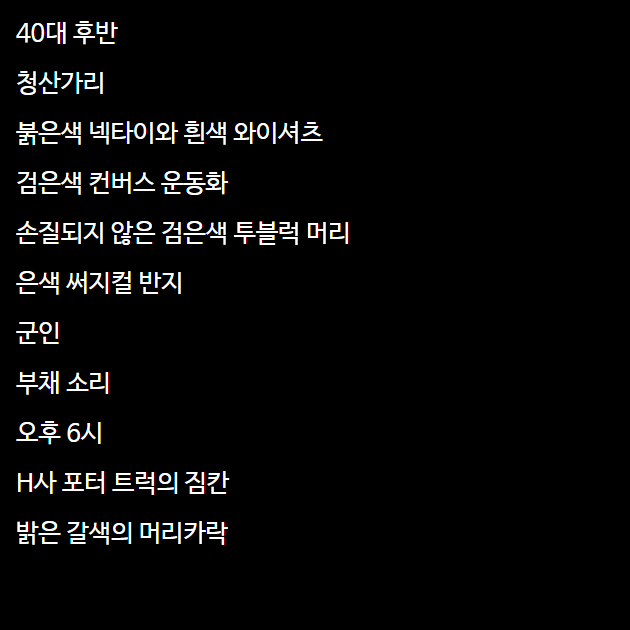 40대 후반
청산가리
붉은색 넥타이와 흰색 와이셔츠
검은색 컨버스 운동화
손질되지 않은 검은색 투블럭 머리
은색 써지컬 반지
군인
부채 소리
오후 6시
H사 포터 트럭의 짐칸
밝은 갈색의 머리카락